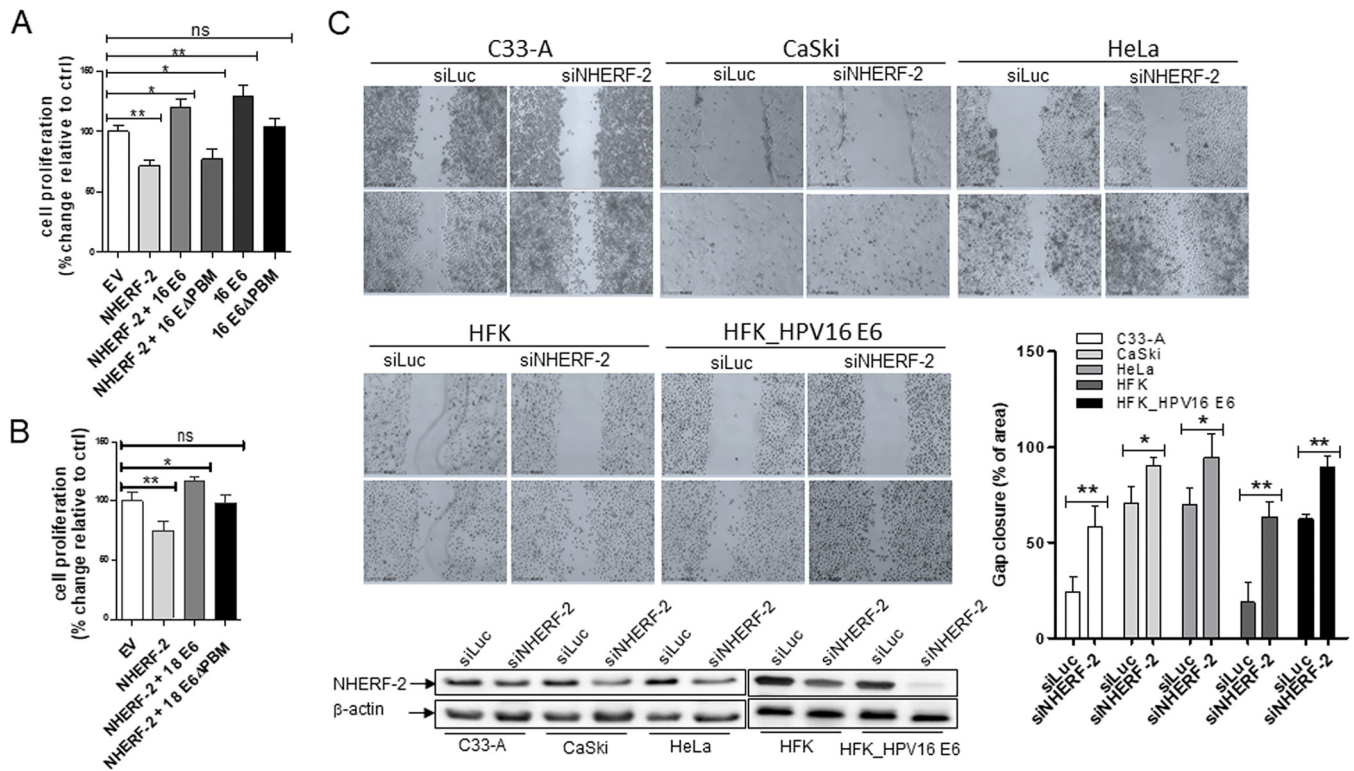 A
ns
**
*
*
**
cell proliferation
(% change relative to ctrl)
150
100
50
0
EV
NHERF-2
NHERF-2 + 16 E6
NHERF-2 + 16 E6ΔPBM
16 E6
16 E6ΔPBM
B
ns
*
**
cell proliferation
(% change relative to ctrl)
150
100
50
0
EV
NHERF-2
NHERF-2 + 18 E6
NHERF-2 + 18 E6ΔPBM
C
C33-A CaSki HeLa
siLuc siNHERF-2 siLuc siNHERF-2 siLuc siNHERF-2
HFK HFK_HPV16 E6
siLuc siNHERF-2 siLuc siNHERF-2
siLuc siNHERF-2 siLuc siNHERF-2 siLuc siNHERF-2 siLuc siNHERF-2 siLuc siNHERF-2
NHERF-2
β-actin
C33-A CaSki HeLa HFK HFK_HPV16 E6
C33-A
CaSki
HeLa
HFK
HFK_HPV16 E6
Gap closure (% of area)
150
100
50
0
** * * ** **
siLuc siNHERF-2 siLuc siNHERF-2 siLuc siNHERF-2 siLuc siNHERF-2 siLuc siNHERF-2